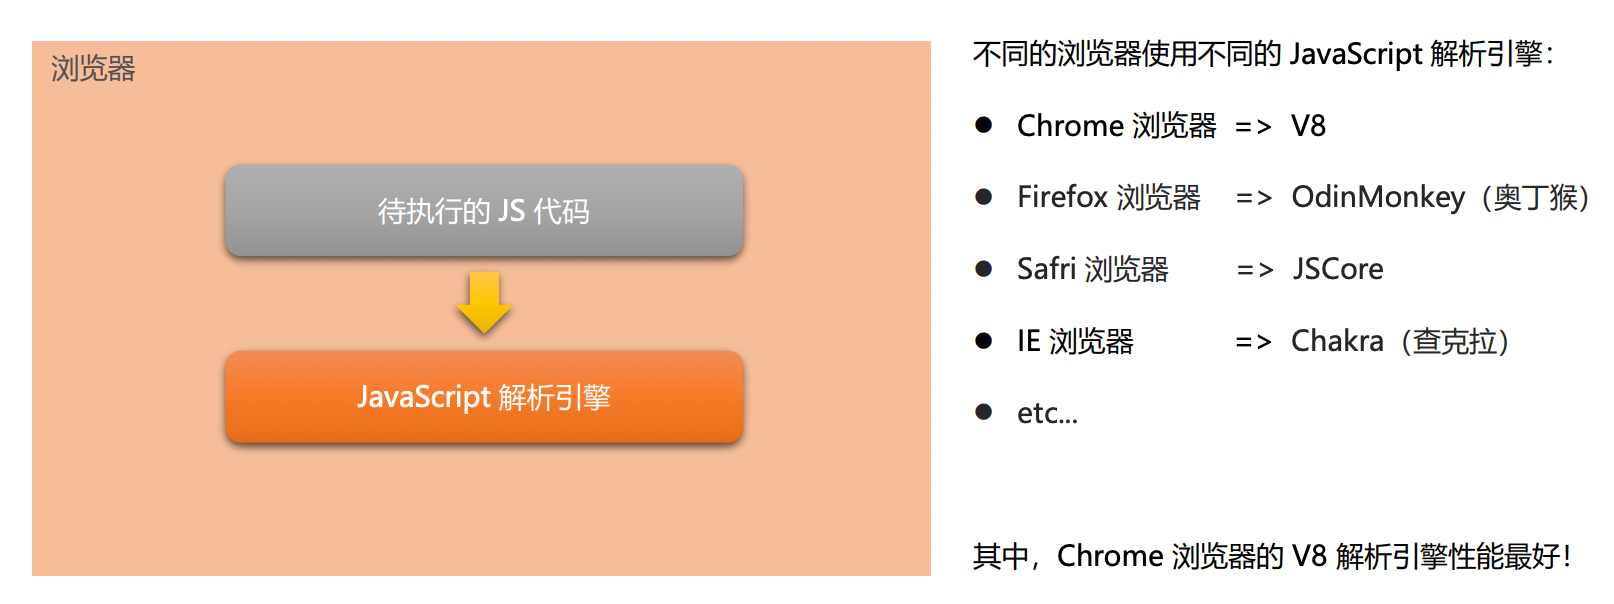 浏览器
待执行的 JS 代码
JavaScript 解析引擎
不同的浏览器使用不同的 JavaScript 解析引擎：
● Chrome 浏览器 => V8
● Firefox 浏览器 => OdinMonkey（奥丁猴）
● Safri 浏览器 => JSCore
● IE 浏览器 => Chakra（查克拉）
● etc...
其中，Chrome 浏览器的 V8 解析引擎性能最好！